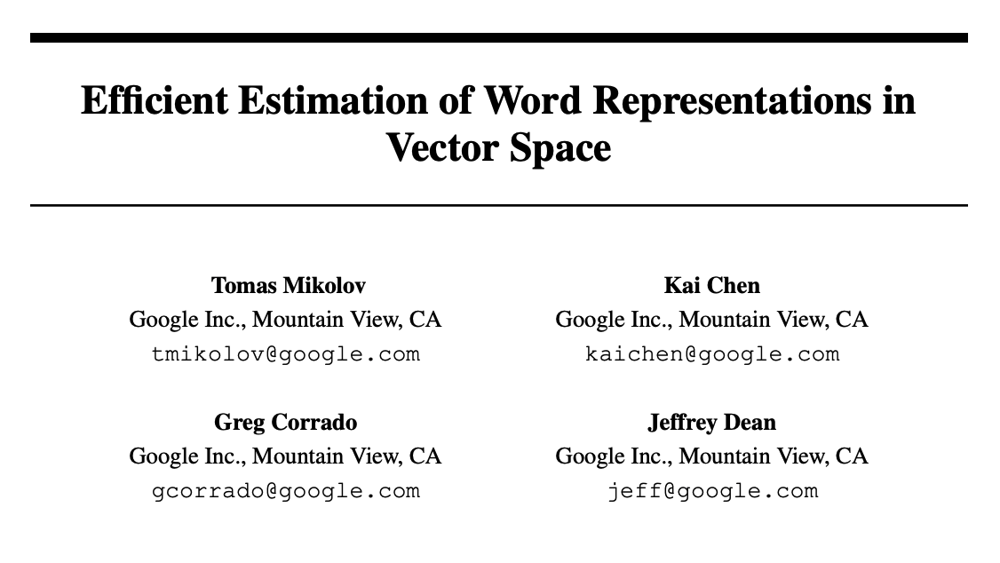 Efficient Estimation of Word Representations in
Vector Space
Tomas Mikolov
Google Inc., Mountain View, CA
tmikolov@google.com
Kai Chen
Google Inc., Mountain View, CA
kaichen@google.com
Greg Corrado
Google Inc., Mountain View, CA
gcorrado@google.com
Jeffrey Dean
Google Inc., Mountain View, CA
jeff@google.com